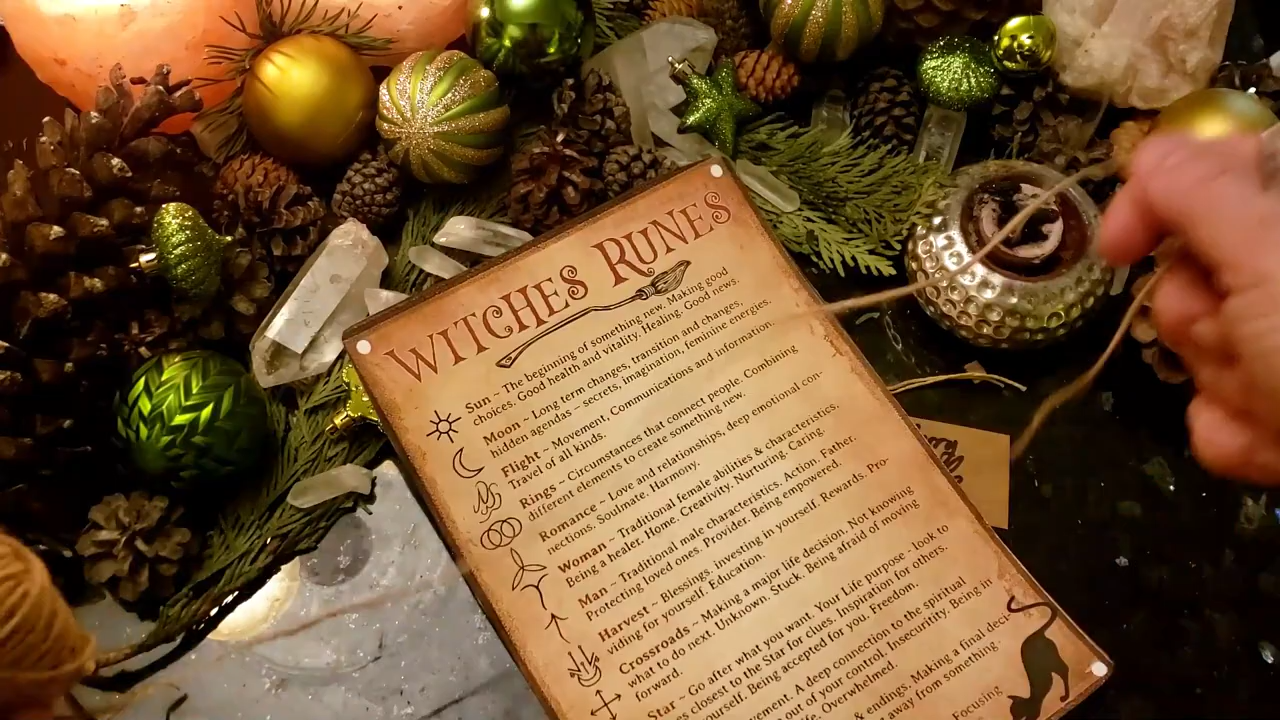 WITCHES RUNES
Sun ~ The beginning of something new. Making good
choices. Good health and vitality. Healing. Good news.
Moon ~ Long term changes, transition and changes,
hidden agendas – secrets, imagination, feminine energies.
Flight ~ Movement. Communications and information.
Travel of all kinds.
Rings ~ Circumstances that connect people. Combining
different elements to create something new.
Romance ~ Love and relationships, deep emotional con-
nections. Soulmate. Harmony.
Woman ~ Traditional female abilities & characteristics.
Being a healer. Home. Creativity. Nurturing. Caring.
Man ~ Traditional male characteristics. Action. Father.
Protecting loved ones. Provider. Being empowered.
Harvest ~ Blessings. investing in yourself. Rewards. Pro-
viding for yourself. Education.
Crossroads ~ Making a major life decision. Not knowing
what to do next. Unknown. Stuck. Being afraid of moving
forward.
Star ~ Go after what you want. Your Life purpose - look to
closest to the Star for clues. Inspiration for others.
yourself. Being accepted for you. Freedom.
A deep connection to the spiritual
out of your control. Insecuritity. Being in
life. Overwhelmed.
& endings. Making a final deci-
away from something.
Focusing